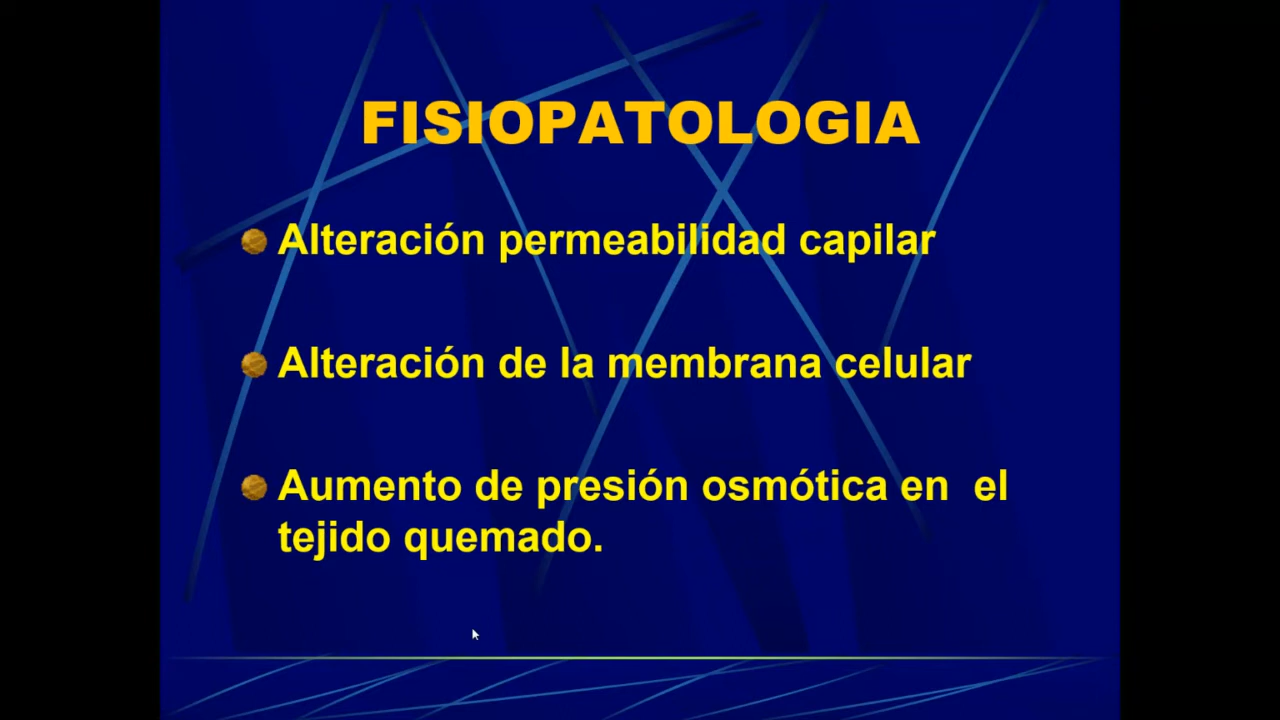 FISIOPATOLOGIA
Alteración permeabilidad capilar
Alteración de la membrana celular
Aumento de presión osmótica en  el
tejido quemado.